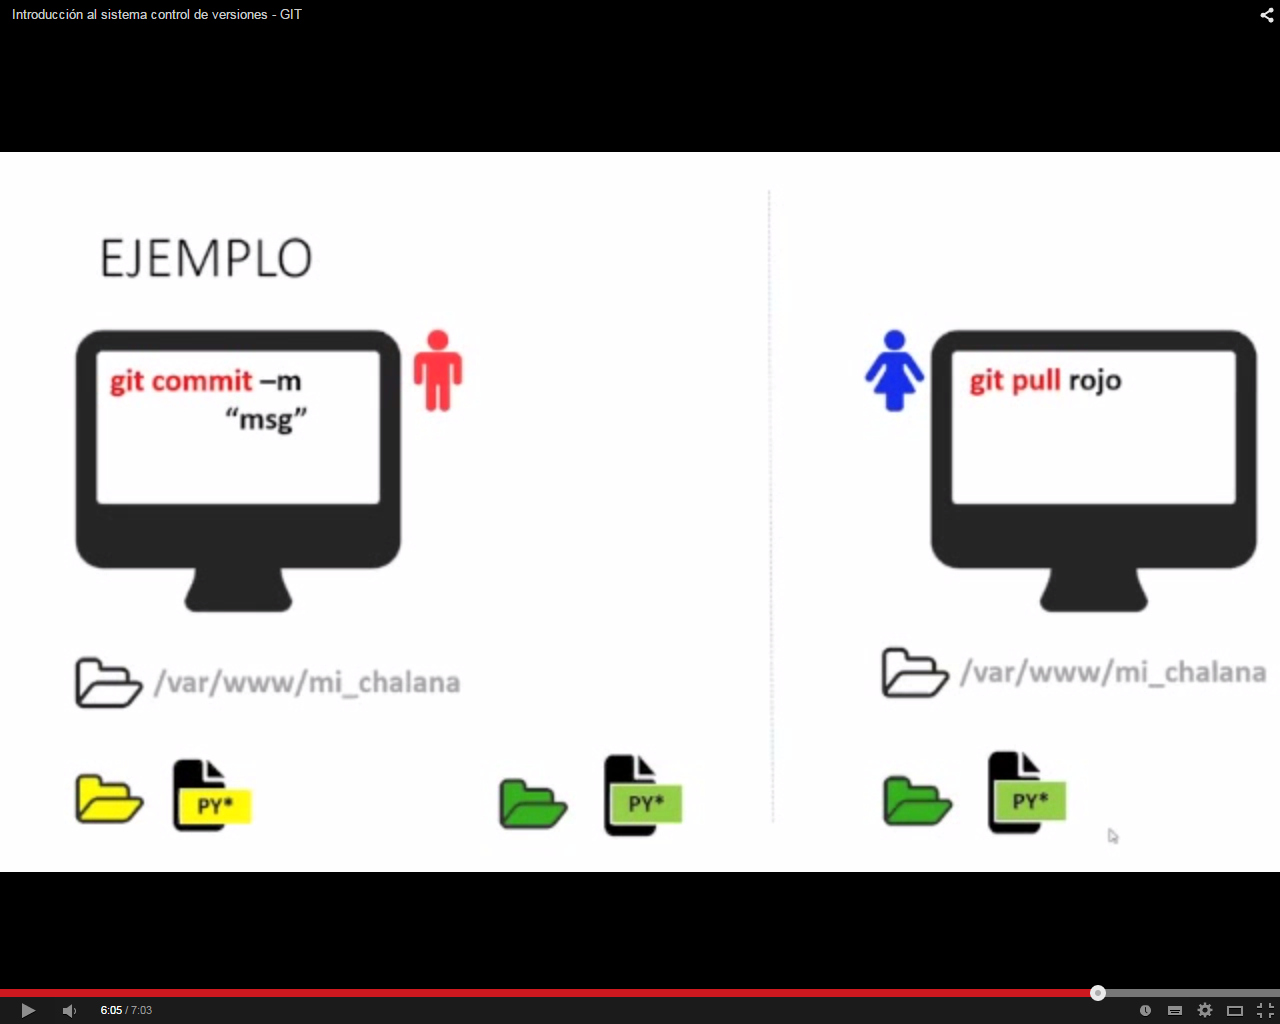 Introducción al sistema control de versiones - GIT
EJEMPLO
git commit –m
“msg”
git pull rojo
/var/www/mi_chalana
/var/www/mi_chalana
PY*
PY*
PY*
6:05 / 7:03